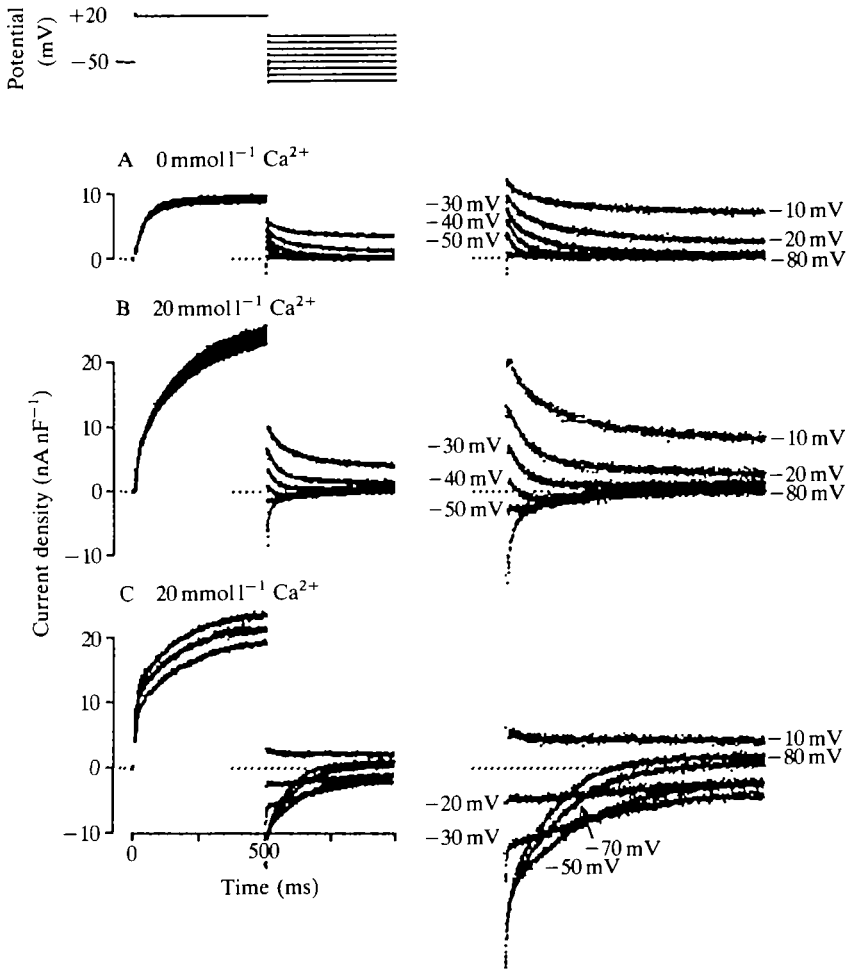 Potential
(mV)
+20
−50
A 0 mmol l⁻¹ Ca²⁺
10
0
−30 mV
−40 mV
−50 mV
−10 mV
−20 mV
−80 mV
B 20 mmol l⁻¹ Ca²⁺
20
10
0
−10
−30 mV
−40 mV
−50 mV
−10 mV
−20 mV
−80 mV
Current density (nA nF⁻¹)
C 20 mmol l⁻¹ Ca²⁺
20
10
0
−10
0
500
Time (ms)
−10 mV
−80 mV
−20 mV
−30 mV
−70 mV
−50 mV